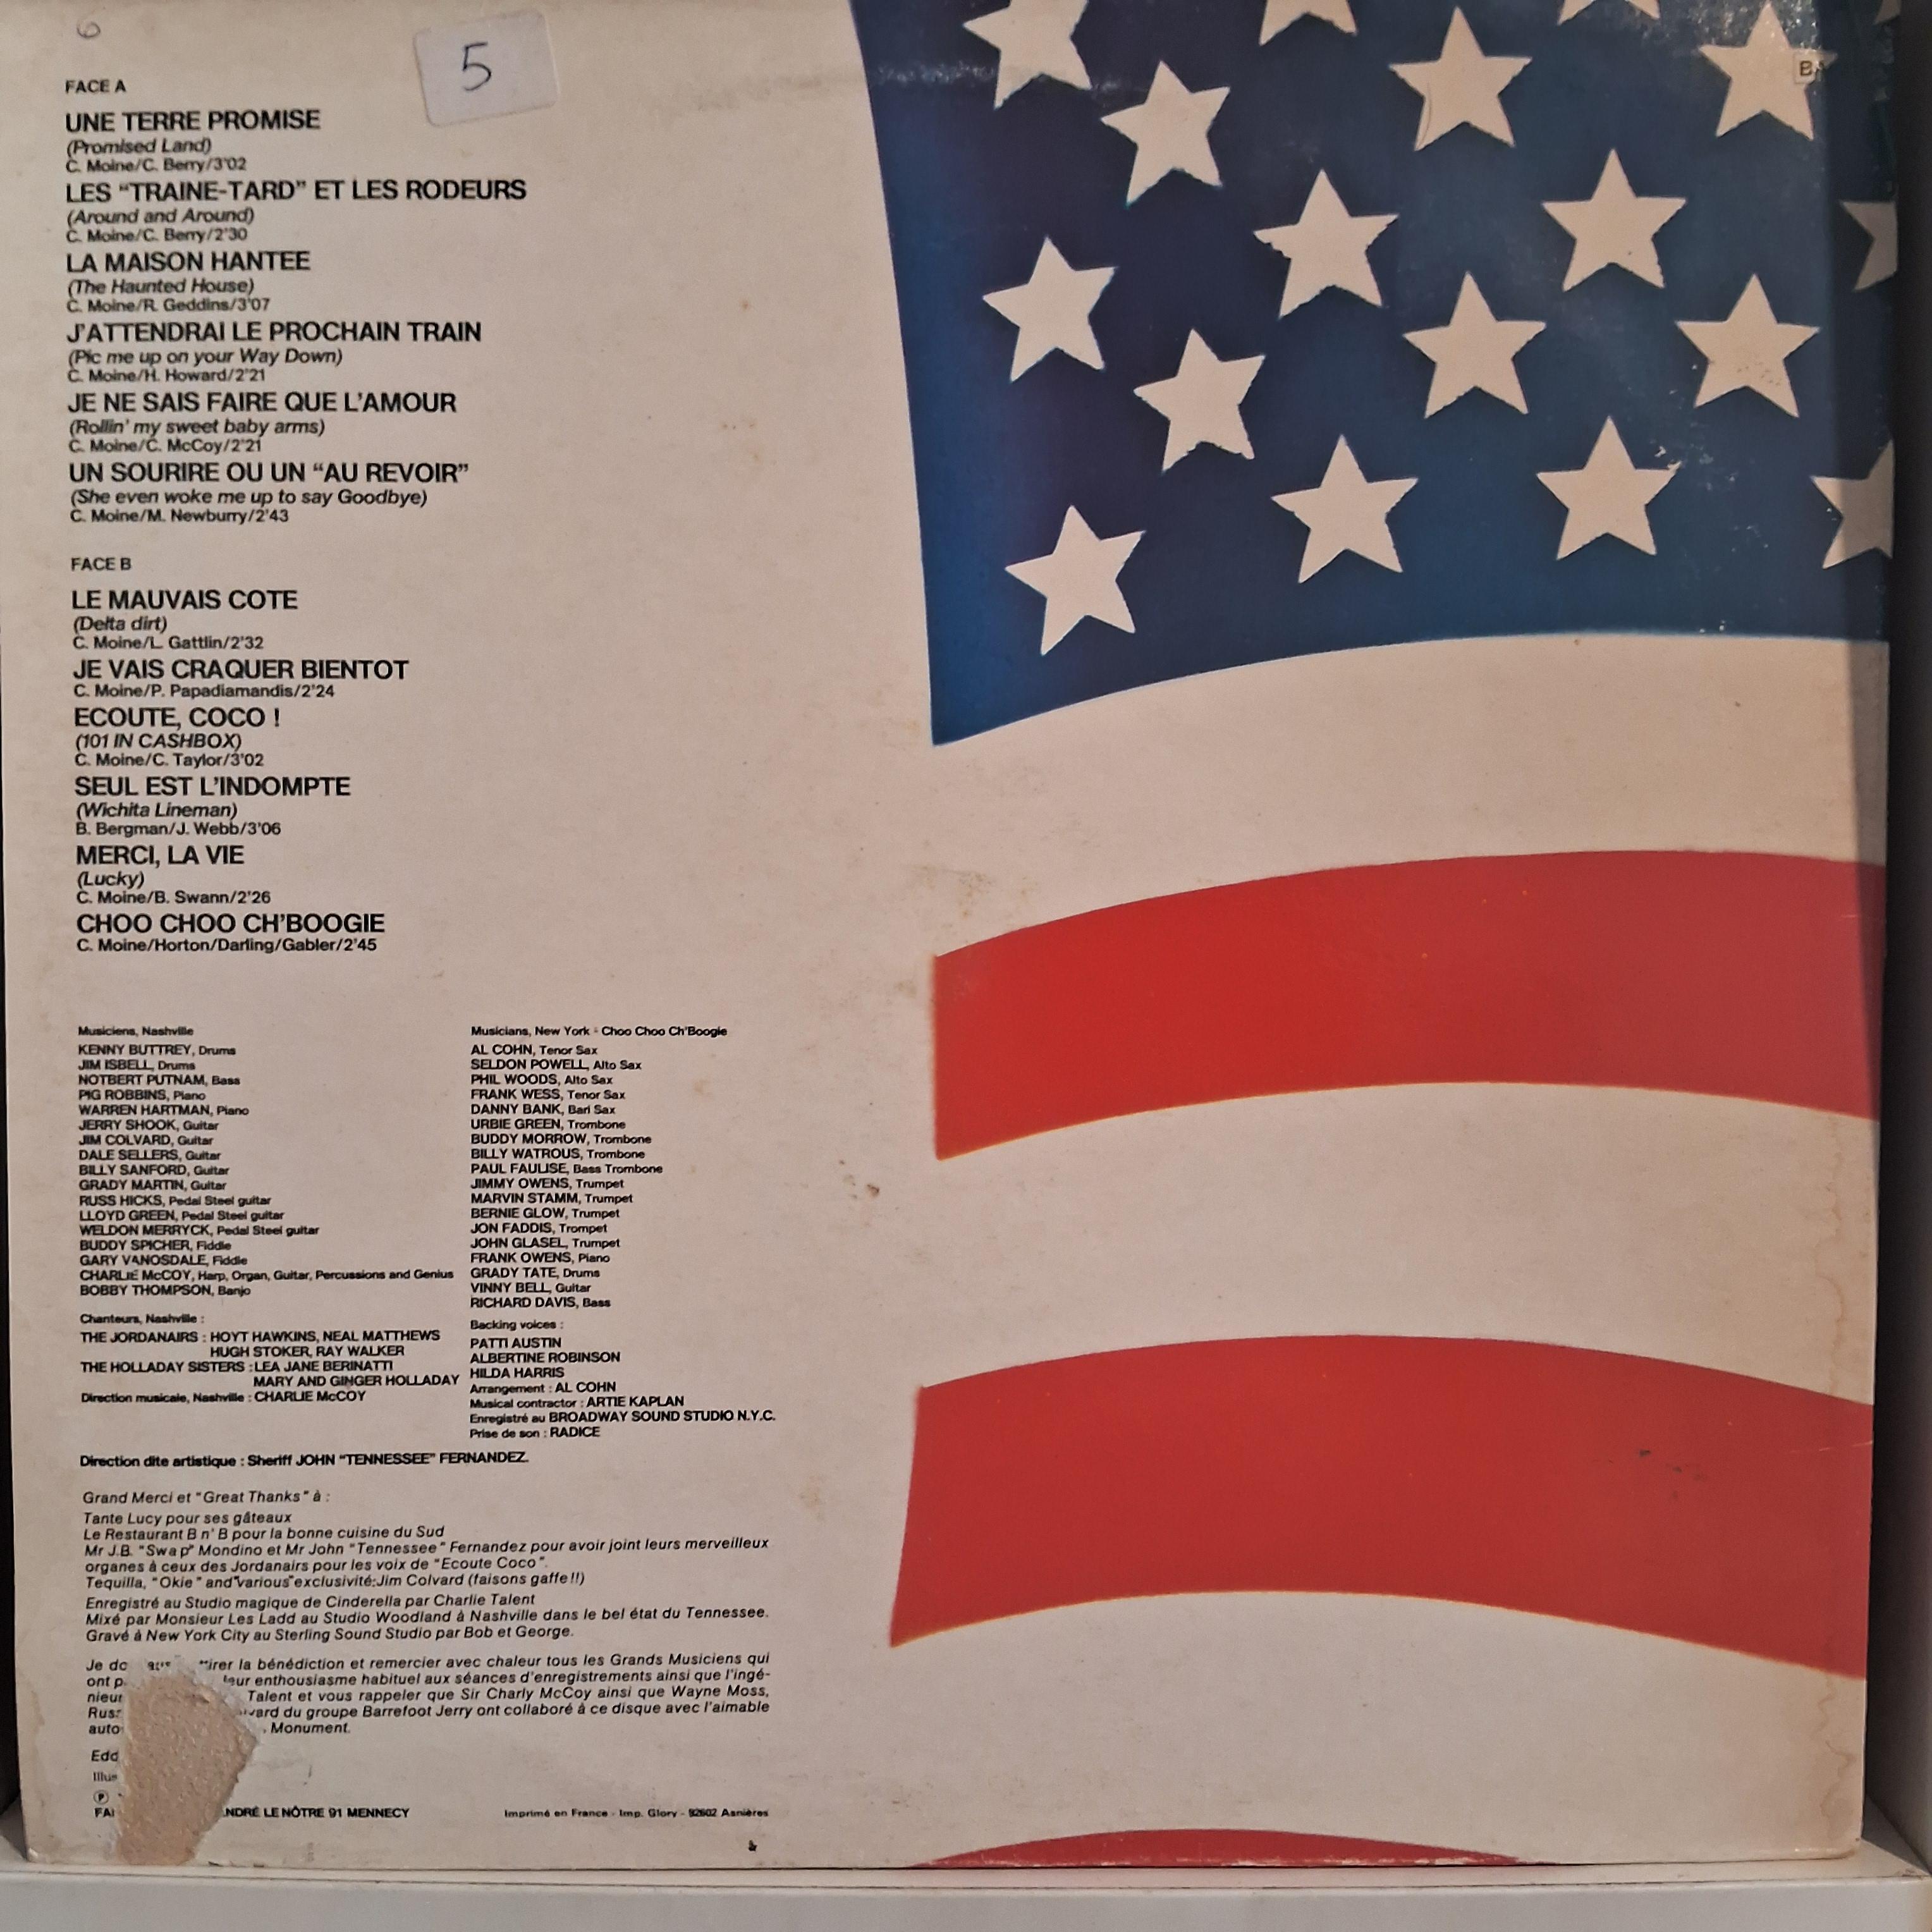 6
5
B
FACE A
UNE TERRE PROMISE
(Promised Land)
C. Moine/C. Berry/3'02
LES "TRAINE-TARD" ET LES RODEURS
(Around and Around)
C. Moine/C. Berry/2'30
LA MAISON HANTEE
(The Haunted House)
C. Moine/R. Geddins/3'07
J'ATTENDRAI LE PROCHAIN TRAIN
(Pic me up on your Way Down)
C. Moine/H. Howard/2'21
JE NE SAIS FAIRE QUE L'AMOUR
(Rollin' my sweet baby arms)
C. Moine/C. McCoy/2'21
UN SOURIRE OU UN "AU REVOIR"
(She even woke me up to say Goodbye)
C. Moine/M. Newburry/2'43
FACE B
LE MAUVAIS COTE
(Delta dirt)
C. Moine/L. Gattlin/2'32
JE VAIS CRAQUER BIENTOT
C. Moine/P. Papadiamandis/2'24
ECOUTE, COCO !
(101 IN CASHBOX)
C. Moine/C. Taylor/3'02
SEUL EST L'INDOMPTE
(Wichita Lineman)
B. Bergman/J. Webb/3'06
MERCI, LA VIE
(Lucky)
C. Moine/B. Swann/2'26
CHOO CHOO CH'BOOGIE
C. Moine/Horton/Darling/Gabler/2'45
Musiciens, Nashville
KENNY BUTTREY, Drums
JIM ISBELL, Drums
NOTBERT PUTNAM, Bass
PIG ROBBINS, Piano
WARREN HARTMAN, Piano
JERRY SHOOK, Guitar
JIM COLVARD, Guitar
DALE SELLERS, Guitar
BILLY SANFORD, Guitar
GRADY MARTIN, Guitar
RUSS HICKS, Pedal Steel guitar
LLOYD GREEN, Pedal Steel guitar
WELDON MERRYCK, Pedal Steel guitar
BUDDY SPICHER, Fiddle
GARY VANOSDALE, Fiddle
CHARLIE McCOY, Harp, Organ, Guitar, Percussions and Genius
BOBBY THOMPSON, Banjo
Chanteurs, Nashville :
THE JORDANAIRS : HOYT HAWKINS, NEAL MATTHEWS
HUGH STOKER, RAY WALKER
THE HOLLADAY SISTERS : LEA JANE BERINATTI
MARY AND GINGER HOLLADAY
Direction musicale, Nashville : CHARLIE McCOY
Musicians, New York - Choo Choo Ch'Boogie
AL COHN, Tenor Sax
SELDON POWELL, Alto Sax
PHIL WOODS, Alto Sax
FRANK WESS, Tenor Sax
DANNY BANK, Bari Sax
URBIE GREEN, Trombone
BUDDY MORROW, Trombone
BILLY WATROUS, Trombone
PAUL FAULISE, Bass Trombone
JIMMY OWENS, Trumpet
MARVIN STAMM, Trumpet
BERNIE GLOW, Trumpet
JON FADDIS, Trompet
JOHN GLASEL, Trumpet
FRANK OWENS, Piano
GRADY TATE, Drums
VINNY BELL, Guitar
RICHARD DAVIS, Bass
Backing voices :
PATTI AUSTIN
ALBERTINE ROBINSON
HILDA HARRIS
Arrangement : AL COHN
Musical contractor : ARTIE KAPLAN
Enregistré au BROADWAY SOUND STUDIO N.Y.C.
Prise de son : RADICE
Direction dite artistique : Sheriff JOHN "TENNESSEE" FERNANDEZ.
Grand Merci et "Great Thanks" à :
Tante Lucy pour ses gâteaux
Le Restaurant B n' B pour la bonne cuisine du Sud
Mr J.B. "Swap" Mondino et Mr John "Tennessee" Fernandez pour avoir joint leurs merveilleux
organes à ceux des Jordanairs pour les voix de "Ecoute Coco".
Tequilla, "Okie" and "various" exclusivité: Jim Colvard (faisons gaffe !!)
Enregistré au Studio magique de Cinderella par Charlie Talent
Mixé par Monsieur Les Ladd au Studio Woodland à Nashville dans le bel état du Tennessee.
Gravé à New York City au Sterling Sound Studio par Bob et George.
Je la bénédiction et remercier avec chaleur tous les Grands Musiciens qui
ont leur enthousiasme habituel aux séances d'enregistrements ainsi que l'ingé-
nieur Talent et vous rappeler que Sir Charly McCoy ainsi que Wayne Moss,
du groupe Barrefoot Jerry ont collaboré à ce disque avec l'aimable
Monument.
℗
ANDRÉ LE NÔTRE 91 MENNECY
Imprimé en France - Imp. Glory - 92602 Asnières